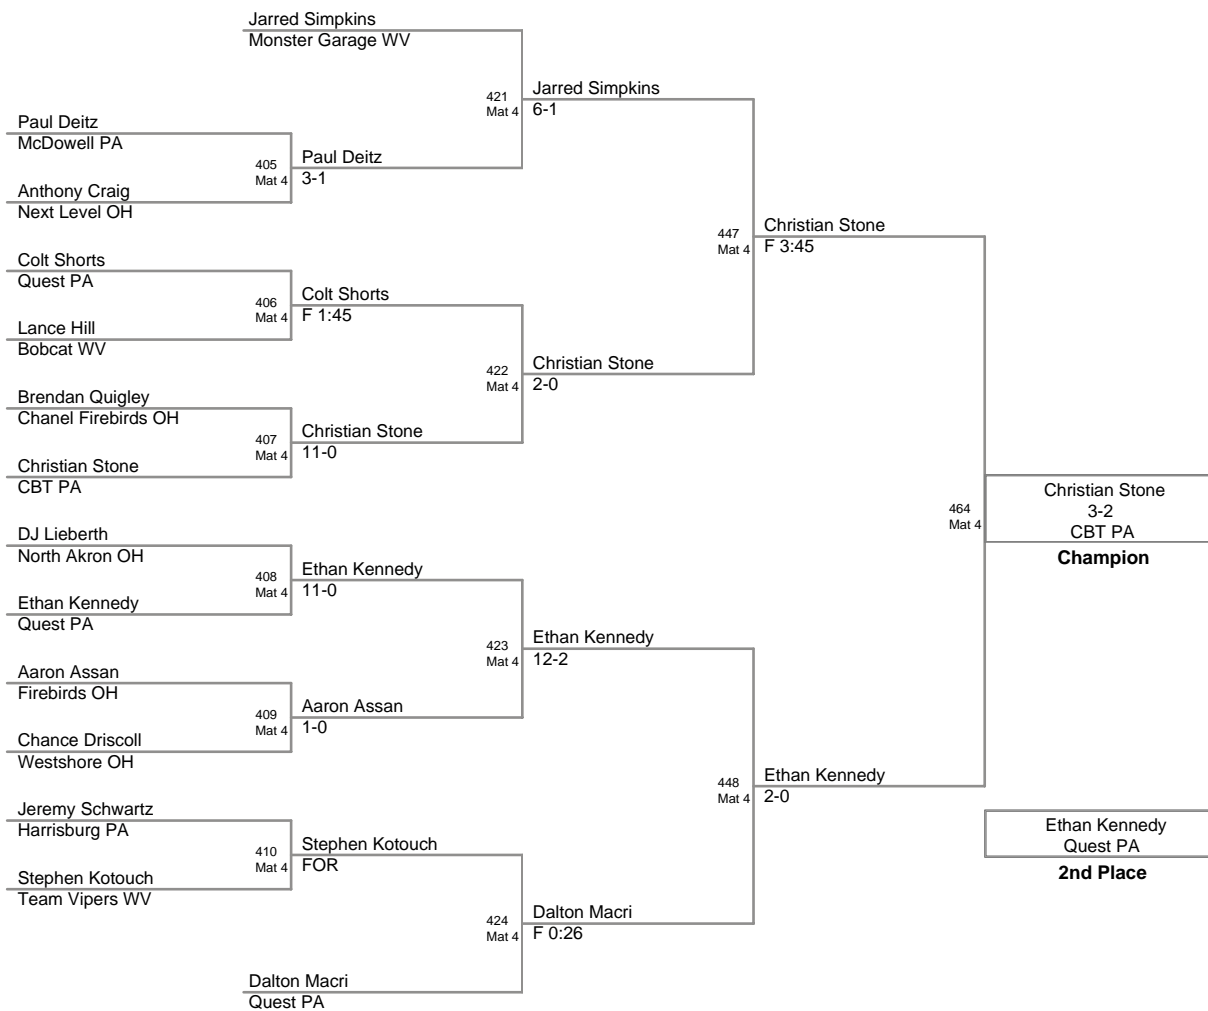 Jarred Simpkins
Monster Garage WV
421
Mat 4
Jarred Simpkins
6-1
Paul Deitz
McDowell PA
405
Mat 4
Paul Deitz
3-1
Anthony Craig
Next Level OH
447
Mat 4
Christian Stone
F 3:45
Colt Shorts
Quest PA
406
Mat 4
Colt Shorts
F 1:45
Lance Hill
Bobcat WV
422
Mat 4
Christian Stone
2-0
Brendan Quigley
Chanel Firebirds OH
407
Mat 4
Christian Stone
11-0
Christian Stone
CBT PA
464
Mat 4
Christian Stone
3-2
CBT PA
Champion
DJ Lieberth
North Akron OH
408
Mat 4
Ethan Kennedy
11-0
Ethan Kennedy
Quest PA
423
Mat 4
Ethan Kennedy
12-2
Aaron Assan
Firebirds OH
409
Mat 4
Aaron Assan
1-0
Chance Driscoll
Westshore OH
448
Mat 4
Ethan Kennedy
2-0
Jeremy Schwartz
Harrisburg PA
410
Mat 4
Stephen Kotouch
FOR
Stephen Kotouch
Team Vipers WV
Ethan Kennedy
Quest PA
2nd Place
424
Mat 4
Dalton Macri
F 0:26
Dalton Macri
Quest PA